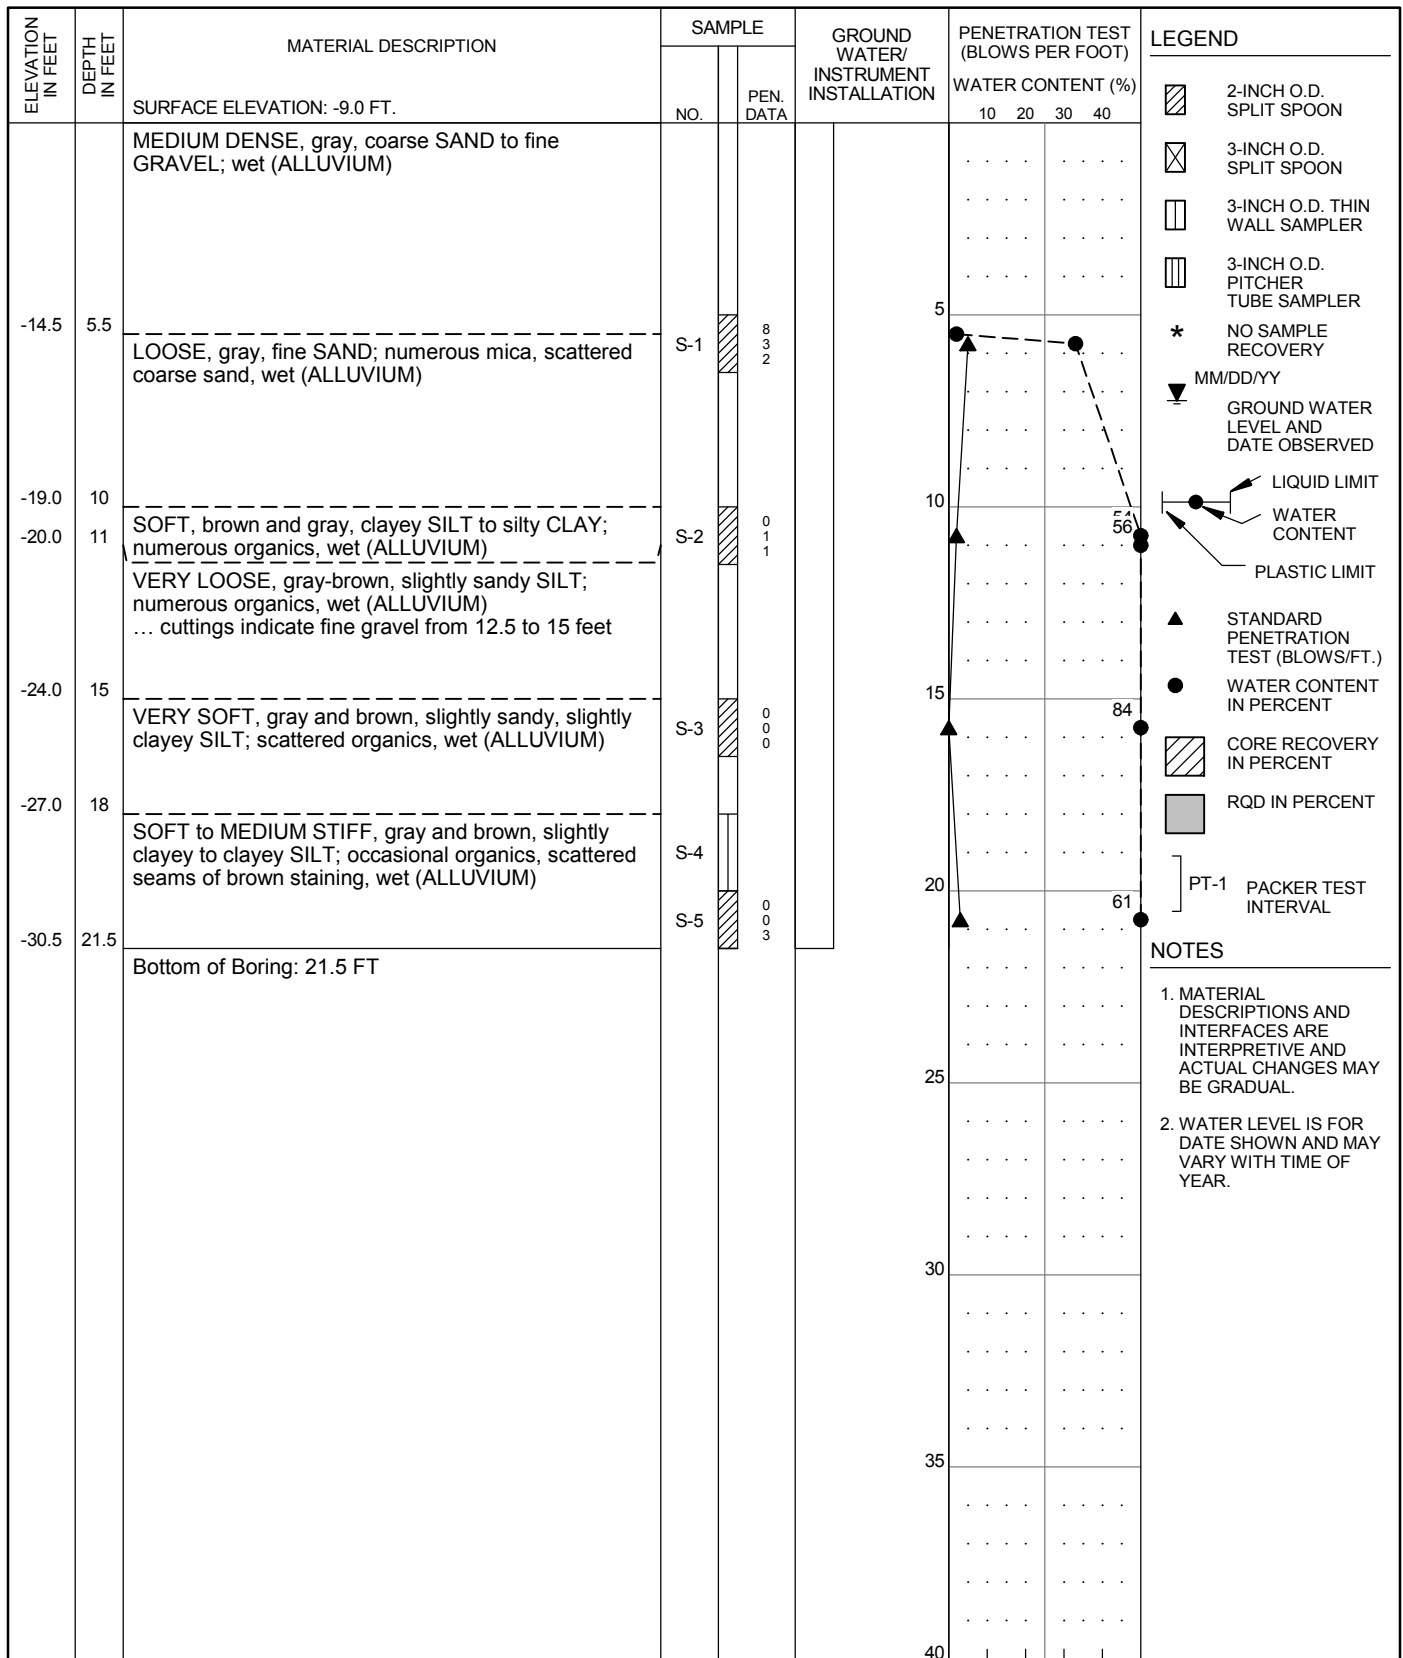 ELEVATION
IN FEET
DEPTH
IN FEET
MATERIAL DESCRIPTION
SURFACE ELEVATION: -9.0 FT.
SAMPLE
NO.
PEN.
DATA
GROUND
WATER/
INSTRUMENT
INSTALLATION
PENETRATION TEST
(BLOWS PER FOOT)
WATER CONTENT (%)
10 20 30 40
MEDIUM DENSE, gray, coarse SAND to fine
GRAVEL; wet (ALLUVIUM)
-14.5 5.5
LOOSE, gray, fine SAND; numerous mica, scattered
coarse sand, wet (ALLUVIUM)
S-1
8
3
2
-19.0 10
SOFT, brown and gray, clayey SILT to silty CLAY;
numerous organics, wet (ALLUVIUM)
-20.0 11
S-2
0
1
1
VERY LOOSE, gray-brown, slightly sandy SILT;
numerous organics, wet (ALLUVIUM)
… cuttings indicate fine gravel from 12.5 to 15 feet
-24.0 15
VERY SOFT, gray and brown, slightly sandy, slightly
clayey SILT; scattered organics, wet (ALLUVIUM)
S-3
0
0
0
-27.0 18
SOFT to MEDIUM STIFF, gray and brown, slightly
clayey to clayey SILT; occasional organics, scattered
seams of brown staining, wet (ALLUVIUM)
S-4
S-5
0
0
3
-30.5 21.5
Bottom of Boring: 21.5 FT
5
10
56
15
84
20
61
25
30
35
40
LEGEND
2-INCH O.D.
SPLIT SPOON
3-INCH O.D.
SPLIT SPOON
3-INCH O.D. THIN
WALL SAMPLER
3-INCH O.D.
PITCHER
TUBE SAMPLER
* NO SAMPLE
RECOVERY
MM/DD/YY
GROUND WATER
LEVEL AND
DATE OBSERVED
LIQUID LIMIT
WATER
CONTENT
PLASTIC LIMIT
STANDARD
PENETRATION
TEST (BLOWS/FT.)
WATER CONTENT
IN PERCENT
CORE RECOVERY
IN PERCENT
RQD IN PERCENT
PT-1 PACKER TEST
INTERVAL
NOTES
1. MATERIAL
DESCRIPTIONS AND
INTERFACES ARE
INTERPRETIVE AND
ACTUAL CHANGES MAY
BE GRADUAL.
2. WATER LEVEL IS FOR
DATE SHOWN AND MAY
VARY WITH TIME OF
YEAR.